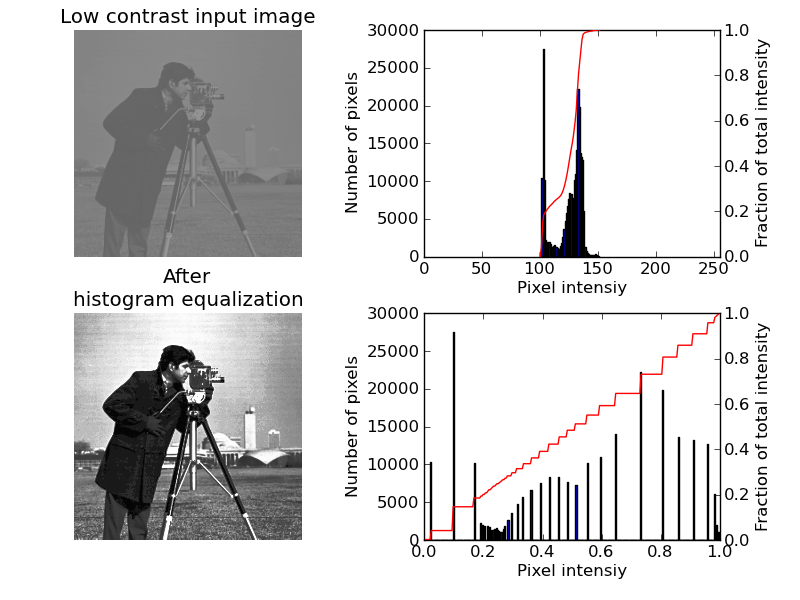 Low contrast input image
30000
25000
20000
15000
10000
5000
0
Number of pixels
0 50 100 150 200 250
Pixel intensiy
1.0
0.8
0.6
0.4
0.2
0.0
Fraction of total intensity
After
histogram equalization
30000
25000
20000
15000
10000
5000
0
Number of pixels
0.0 0.2 0.4 0.6 0.8 1.0
Pixel intensiy
1.0
0.8
0.6
0.4
0.2
0.0
Fraction of total intensity